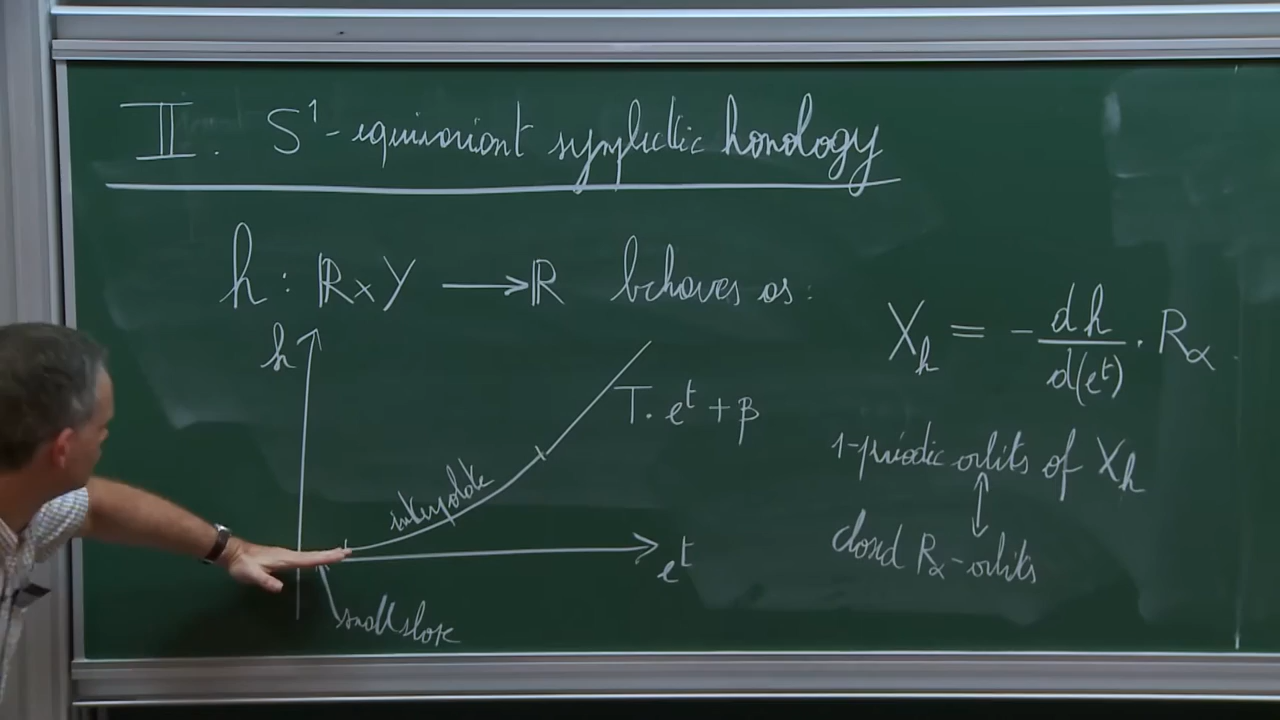 II. S¹-equivariant symplectic homology
h : ℝ×Y ⟶ ℝ behaves as:
h
X_h = - dh/d(e^t) · R_α
T. e^t + β
1-periodic orbits of X_h
interpolate
↕
closed R_α-orbits
e^t
small slope